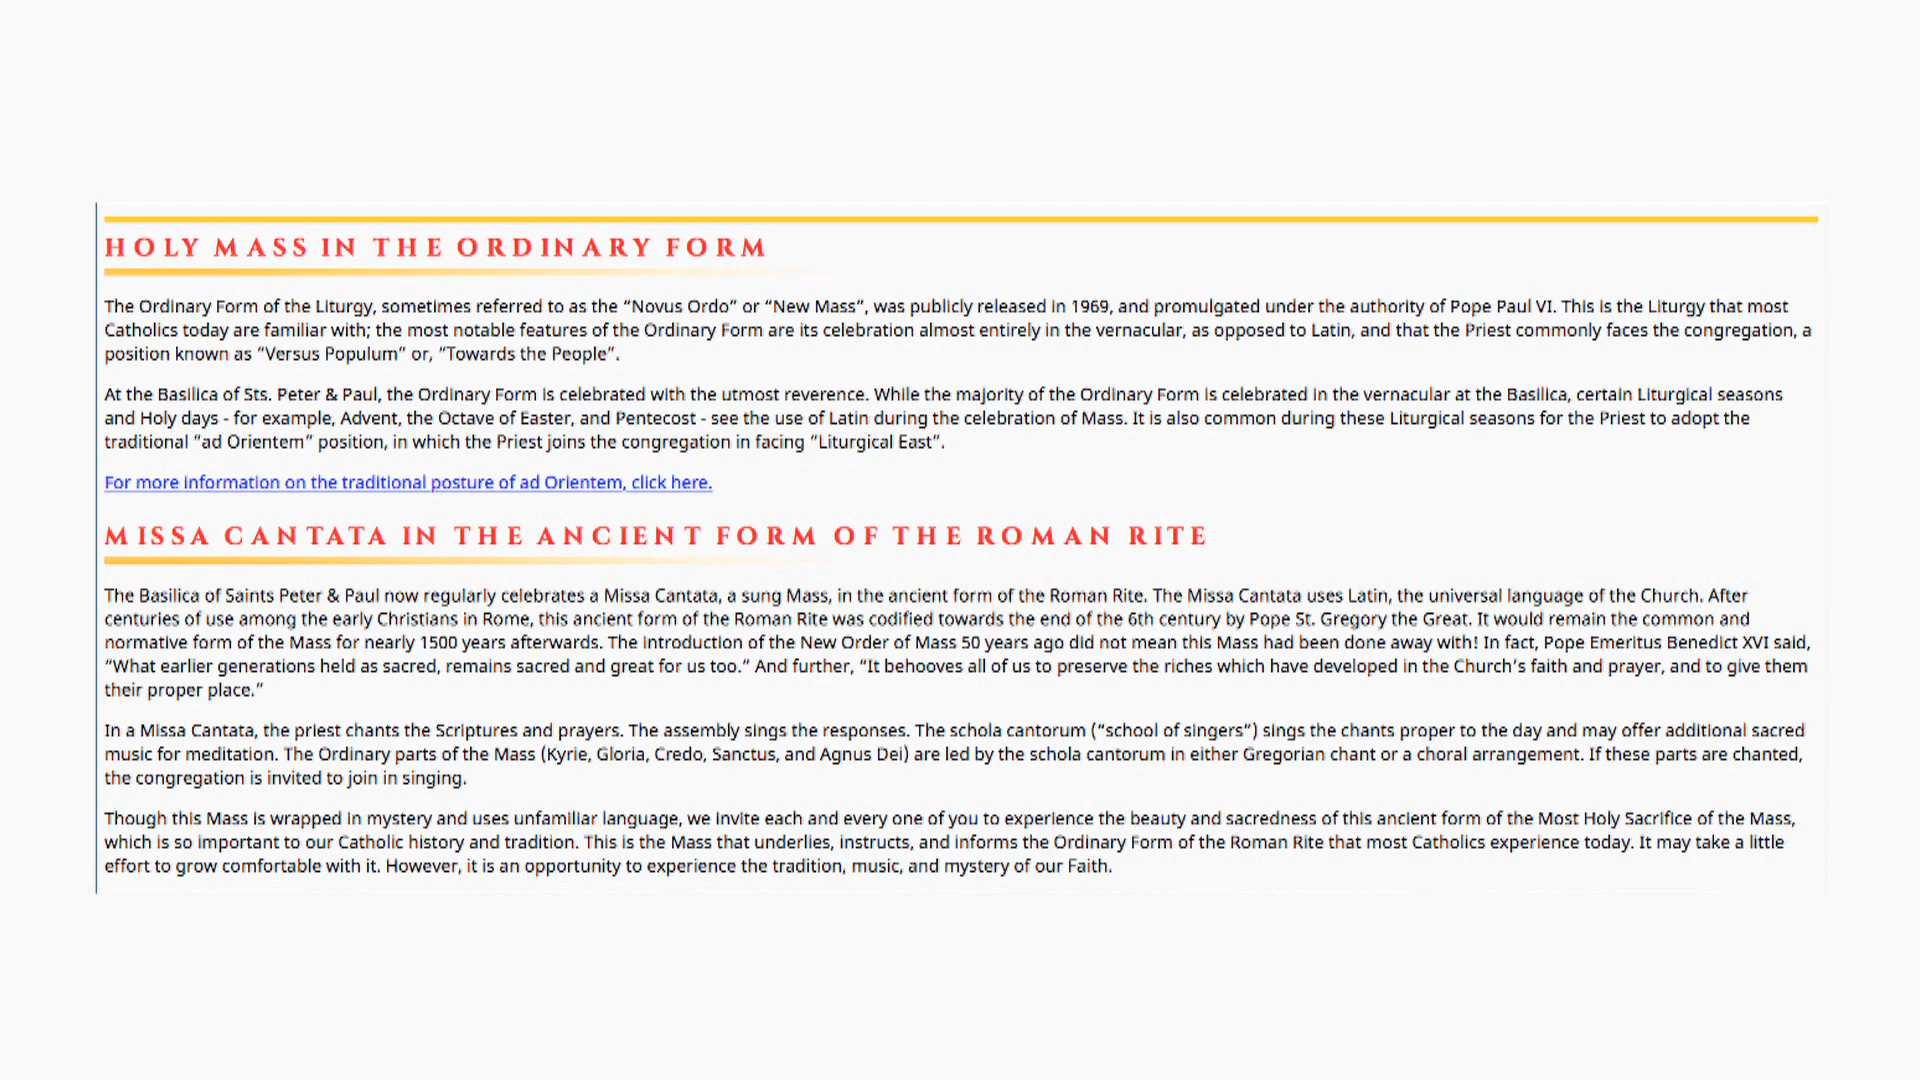 HOLY MASS IN THE ORDINARY FORM
The Ordinary Form of the Liturgy, sometimes referred to as the “Novus Ordo” or “New Mass”, was publicly released in 1969, and promulgated under the authority of Pope Paul VI. This is the Liturgy that most
Catholics today are familiar with; the most notable features of the Ordinary Form are its celebration almost entirely in the vernacular, as opposed to Latin, and that the Priest commonly faces the congregation, a
position known as “Versus Populum” or, “Towards the People”.
At the Basilica of Sts. Peter & Paul, the Ordinary Form is celebrated with the utmost reverence. While the majority of the Ordinary Form is celebrated in the vernacular at the Basilica, certain Liturgical seasons
and Holy days - for example, Advent, the Octave of Easter, and Pentecost - see the use of Latin during the celebration of Mass. It is also common during these Liturgical seasons for the Priest to adopt the
traditional “ad Orientem” position, in which the Priest joins the congregation in facing “Liturgical East”.
For more information on the traditional posture of ad Orientem, click here.
MISSA CANTATA IN THE ANCIENT FORM OF THE ROMAN RITE
The Basilica of Saints Peter & Paul now regularly celebrates a Missa Cantata, a sung Mass, in the ancient form of the Roman Rite. The Missa Cantata uses Latin, the universal language of the Church. After
centuries of use among the early Christians in Rome, this ancient form of the Roman Rite was codified towards the end of the 6th century by Pope St. Gregory the Great. It would remain the common and
normative form of the Mass for nearly 1500 years afterwards. The introduction of the New Order of Mass 50 years ago did not mean this Mass had been done away with! In fact, Pope Emeritus Benedict XVI said,
“What earlier generations held as sacred, remains sacred and great for us too.” And further, “It behooves all of us to preserve the riches which have developed in the Church’s faith and prayer, and to give them
their proper place.”
In a Missa Cantata, the priest chants the Scriptures and prayers. The assembly sings the responses. The schola cantorum (“school of singers”) sings the chants proper to the day and may offer additional sacred
music for meditation. The Ordinary parts of the Mass (Kyrie, Gloria, Credo, Sanctus, and Agnus Dei) are led by the schola cantorum in either Gregorian chant or a choral arrangement. If these parts are chanted,
the congregation is invited to join in singing.
Though this Mass is wrapped in mystery and uses unfamiliar language, we invite each and every one of you to experience the beauty and sacredness of this ancient form of the Most Holy Sacrifice of the Mass,
which is so important to our Catholic history and tradition. This is the Mass that underlies, instructs, and informs the Ordinary Form of the Roman Rite that most Catholics experience today. It may take a little
effort to grow comfortable with it. However, it is an opportunity to experience the tradition, music, and mystery of our Faith.